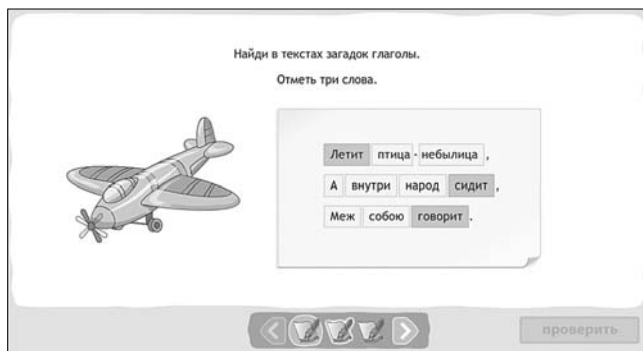 Найди в текстах загадок глаголы.
Отметь три слова.
Летит птица - небылица ,
А внутри народ сидит ,
Меж собою говорит .
проверить